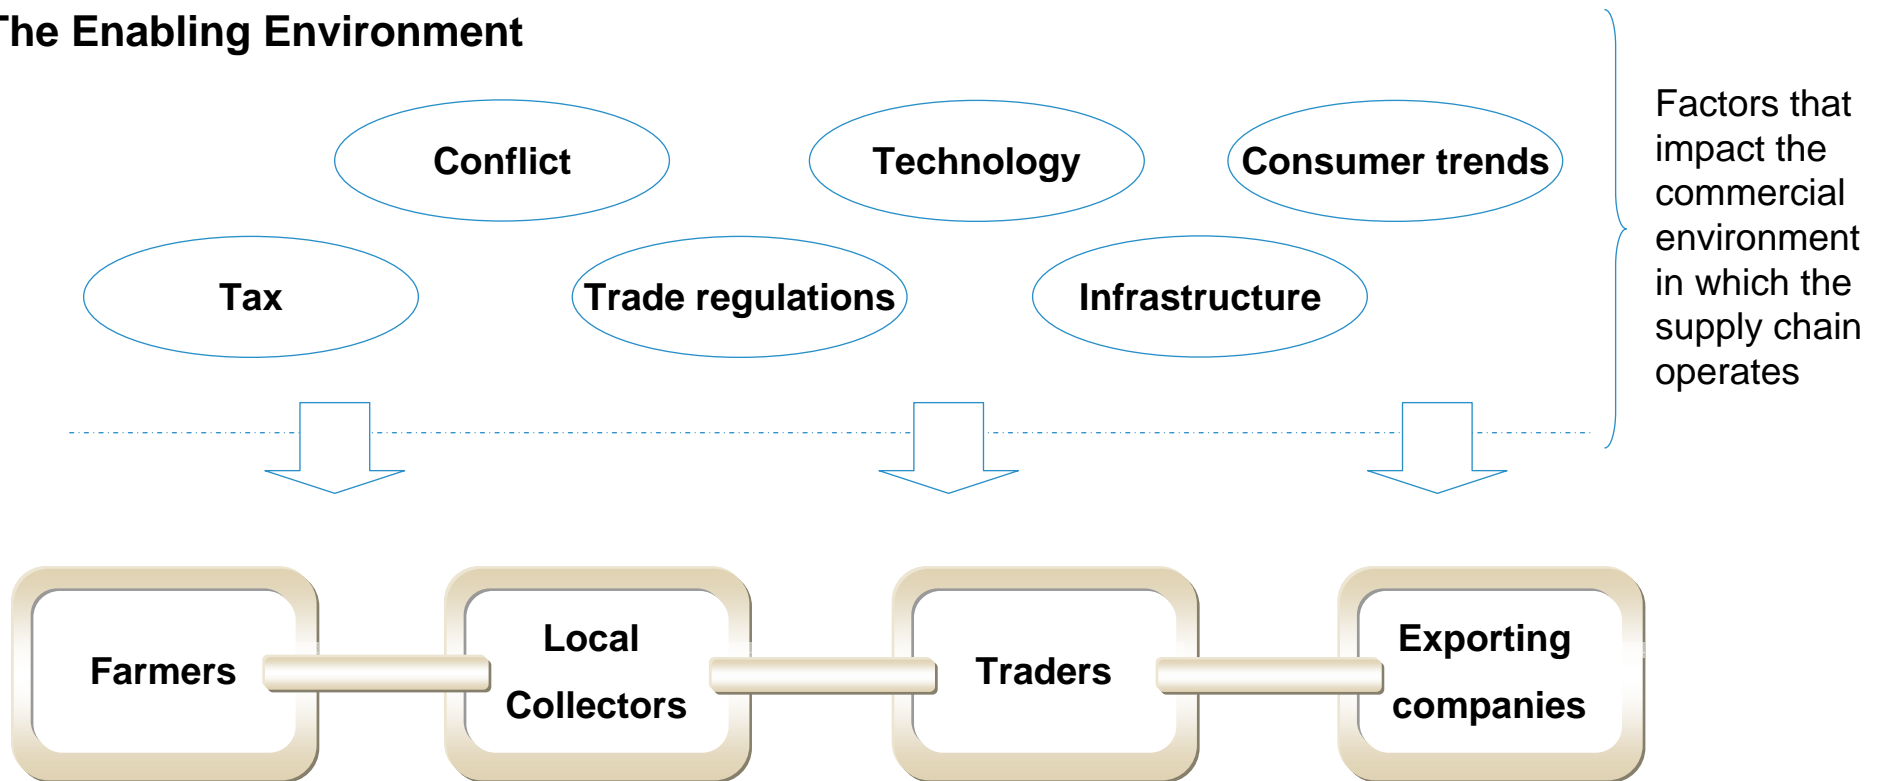 The Enabling Environment
Conflict
Technology
Consumer trends
Tax
Trade regulations
Infrastructure
Factors that
impact the
commercial
environment
in which the
supply chain
operates
Farmers
Local
Collectors
Traders
Exporting
companies